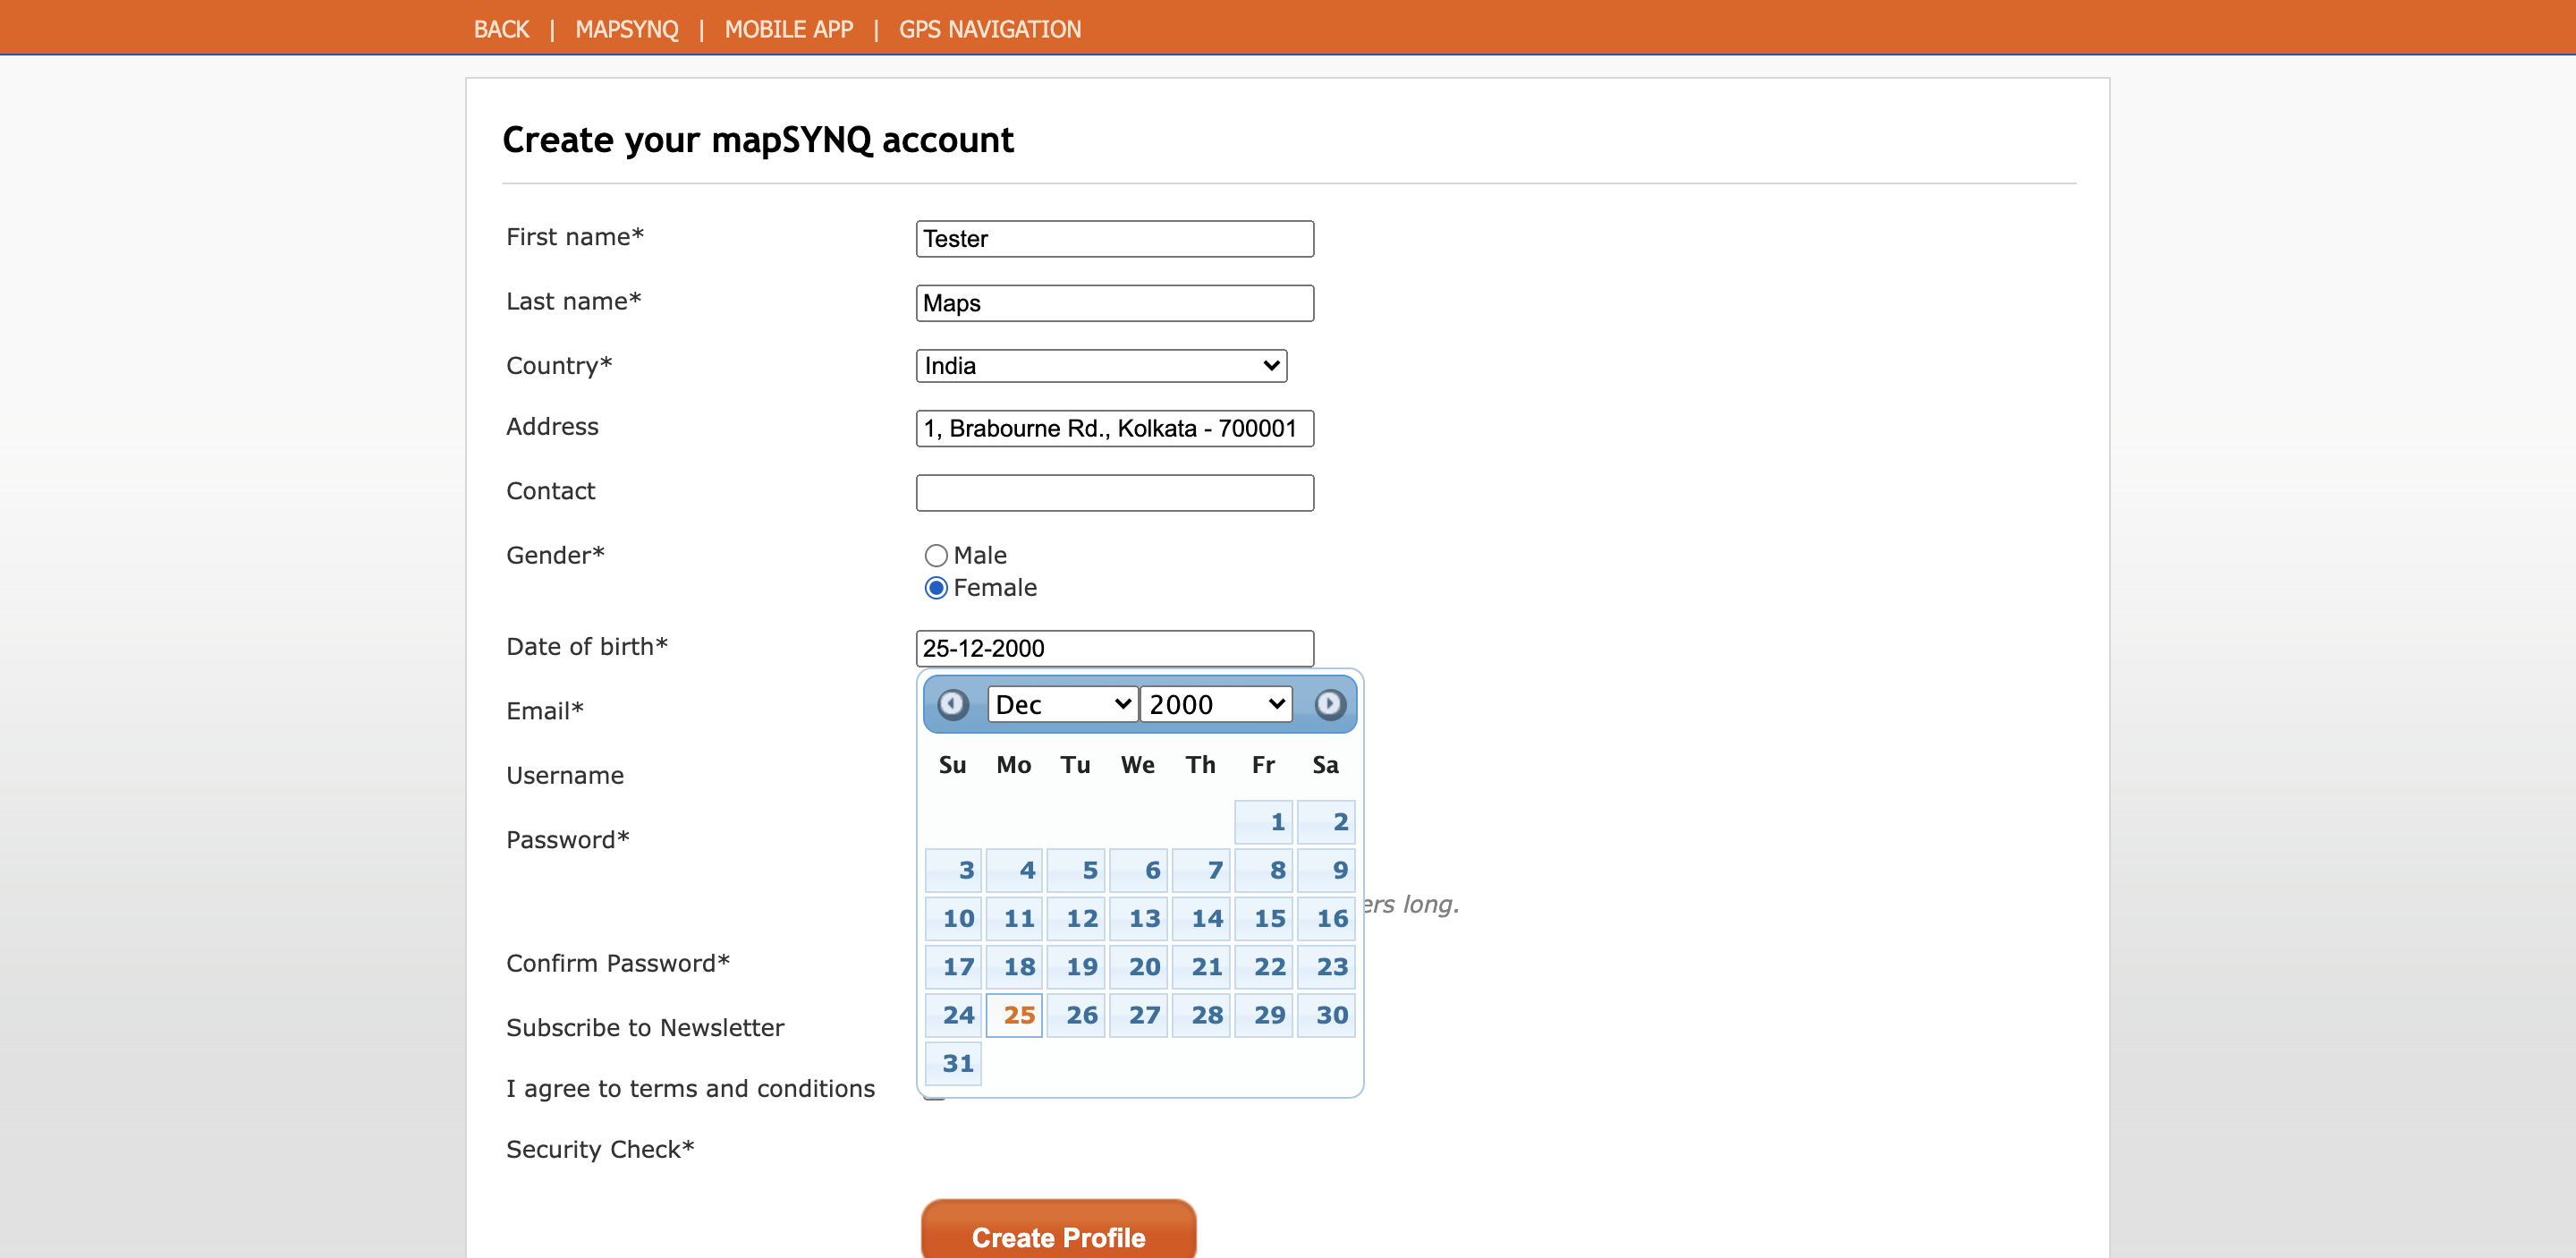 BACK | MAPSYNQ | MOBILE APP | GPS NAVIGATION
Create your mapSYNQ account
First name* Tester
Last name* Maps
Country* India
Address 1, Brabourne Rd., Kolkata - 700001
Contact
Gender* Male
Female
Date of birth* 25-12-2000
Email* Dec 2000
Su Mo Tu We Th Fr Sa
Username
1 2
Password*
3 4 5 6 7 8 9
long.
10 11 12 13 14 15 16
Confirm Password* 17 18 19 20 21 22 23
24 25 26 27 28 29 30
Subscribe to Newsletter
31
I agree to terms and conditions
Security Check*
Create Profile